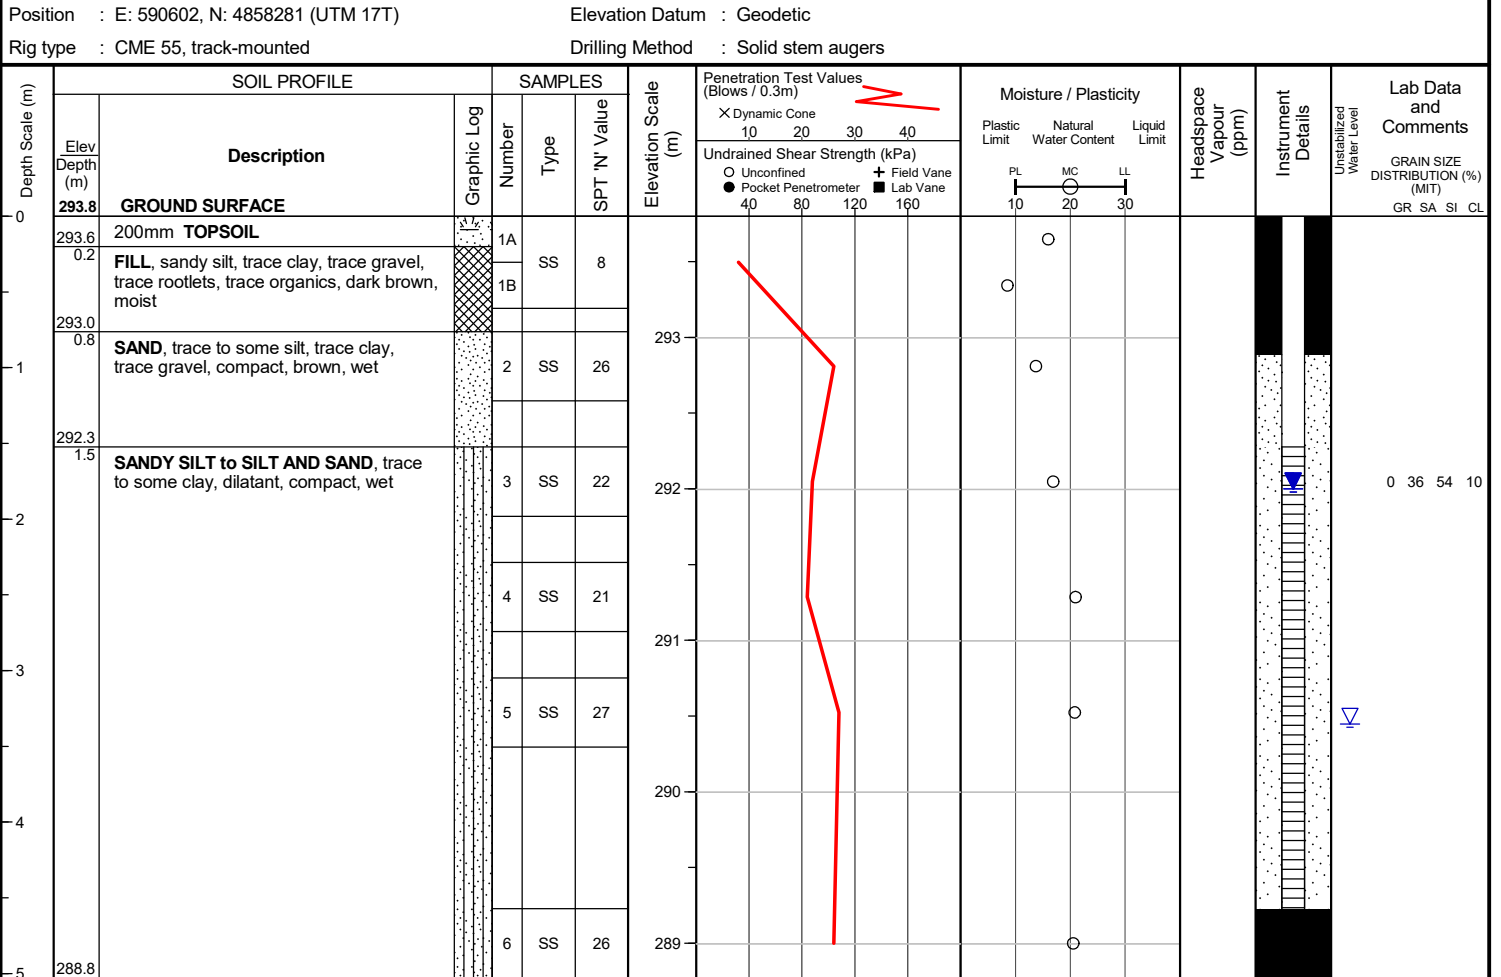 Position : E: 590602, N: 4858281 (UTM 17T) Elevation Datum : Geodetic
Rig type : CME 55, track-mounted Drilling Method : Solid stem augers
Depth Scale (m)
SOIL PROFILE
Elev
Depth
(m)
Description
Graphic Log
SAMPLES
Number
Type
SPT 'N' Value
Elevation Scale
(m)
Penetration Test Values
(Blows / 0.3m)
Dynamic Cone
10 20 30 40
Undrained Shear Strength (kPa)
Unconfined Field Vane
Pocket Penetrometer Lab Vane
40 80 120 160
Moisture / Plasticity
Plastic Natural Liquid
Limit Water Content Limit
PL MC LL
10 20 30
Headspace
Vapour
(ppm)
Instrument
Details
Unstabilized
Water Level
Lab Data
and
Comments
GRAIN SIZE
DISTRIBUTION (%)
(MIT)
GR SA SI CL
0
293.8 GROUND SURFACE
200mm TOPSOIL
293.6
0.2
FILL, sandy silt, trace clay, trace gravel,
trace rootlets, trace organics, dark brown,
moist
1A
1B
SS 8
293.0
0.8
293
SAND, trace to some silt, trace clay,
trace gravel, compact, brown, wet
1
2 SS 26
292.3
1.5
SANDY SILT to SILT AND SAND, trace
to some clay, dilatant, compact, wet
3 SS 22
292
0 36 54 10
2
4 SS 21
291
3
5 SS 27
290
4
6 SS 26
289
288.8
5